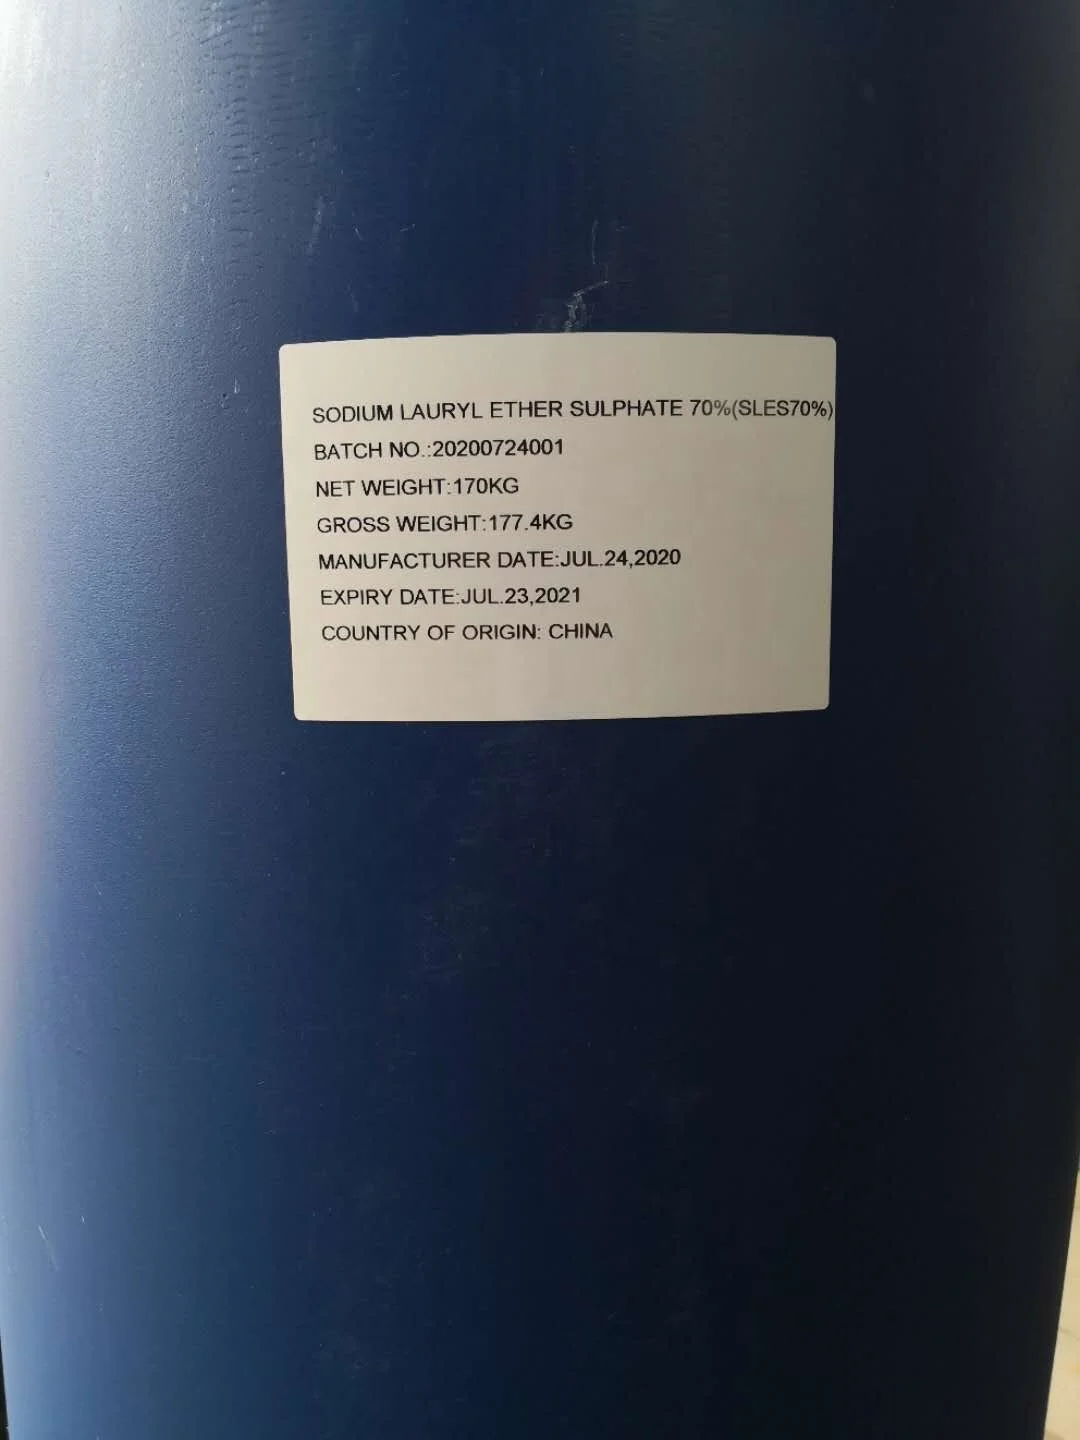 SODIUM LAURYL ETHER SULPHATE 70%(SLES70%)
BATCH NO.:20200724001
NET WEIGHT:170KG
GROSS WEIGHT:177.4KG
MANUFACTURER DATE:JUL.24,2020
EXPIRY DATE:JUL.23,2021
COUNTRY OF ORIGIN: CHINA